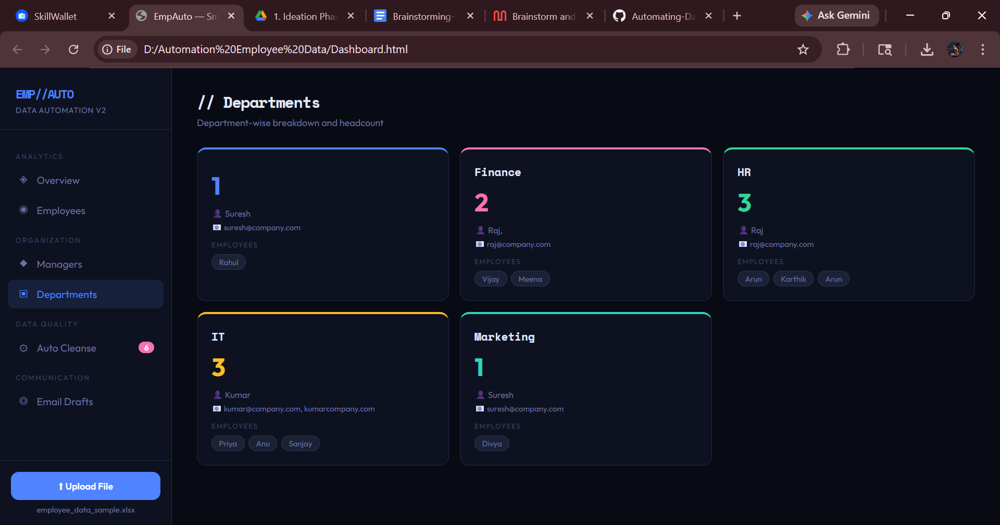 SkillWallet
EmpAuto — Sm
1. Ideation Phas
Brainstorming-
Brainstorm and
Automating-Da
Ask Gemini
File
D:/Automation%20Employee%20Data/Dashboard.html
EMP//AUTO
DATA AUTOMATION V2
ANALYTICS
Overview
Employees
ORGANIZATION
Managers
Departments
DATA QUALITY
Auto Cleanse
6
COMMUNICATION
Email Drafts
⬆ Upload File
employee_data_sample.xlsx
// Departments
Department-wise breakdown and headcount
1
Suresh
suresh@company.com
EMPLOYEES
Rahul
Finance
2
Raj,
raj@company.com
EMPLOYEES
Vijay Meena
HR
3
Raj
raj@company.com
EMPLOYEES
Arun Karthik Arun
IT
3
Kumar
kumar@company.com, kumarcompany.com
EMPLOYEES
Priya Anu Sanjay
Marketing
1
Suresh
suresh@company.com
EMPLOYEES
Divya